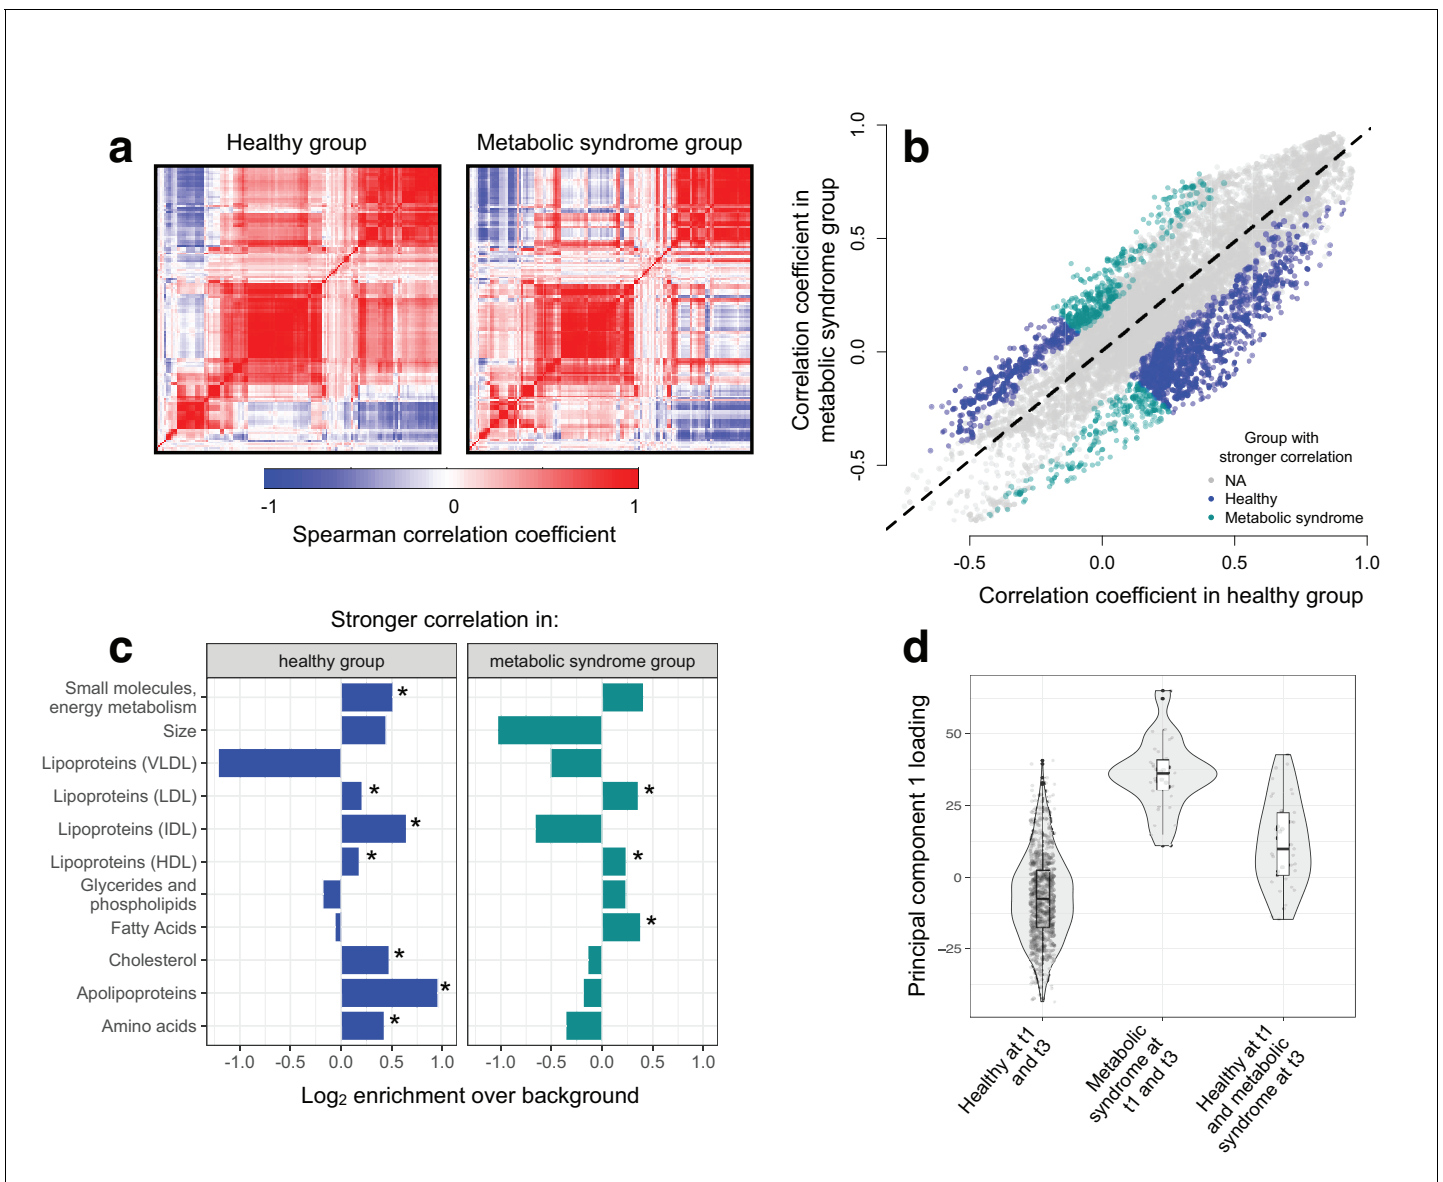 a
Healthy group
Metabolic syndrome group
-1
0
1
Spearman correlation coefficient
b
Correlation coefficient in
metabolic syndrome group
1.0
0.5
0.0
-0.5
Group with
stronger correlation
NA
Healthy
Metabolic syndrome
-0.5
0.0
0.5
1.0
Correlation coefficient in healthy group
c
Stronger correlation in:
healthy group
metabolic syndrome group
Small molecules,
energy metabolism
*
Size
Lipoproteins (VLDL)
Lipoproteins (LDL)
*
*
Lipoproteins (IDL)
*
Lipoproteins (HDL)
*
*
Glycerides and
phospholipids
Fatty Acids
*
Cholesterol
*
Apolipoproteins
*
Amino acids
*
-1.0
-0.5
0.0
0.5
1.0
-1.0
-0.5
0.0
0.5
1.0
Log2 enrichment over background
d
Principal component 1 loading
50
25
0
−25
Healthy at t1
and t3
Metabolic
syndrome at
t1 and t3
Healthy at t1
and metabolic
syndrome at t3